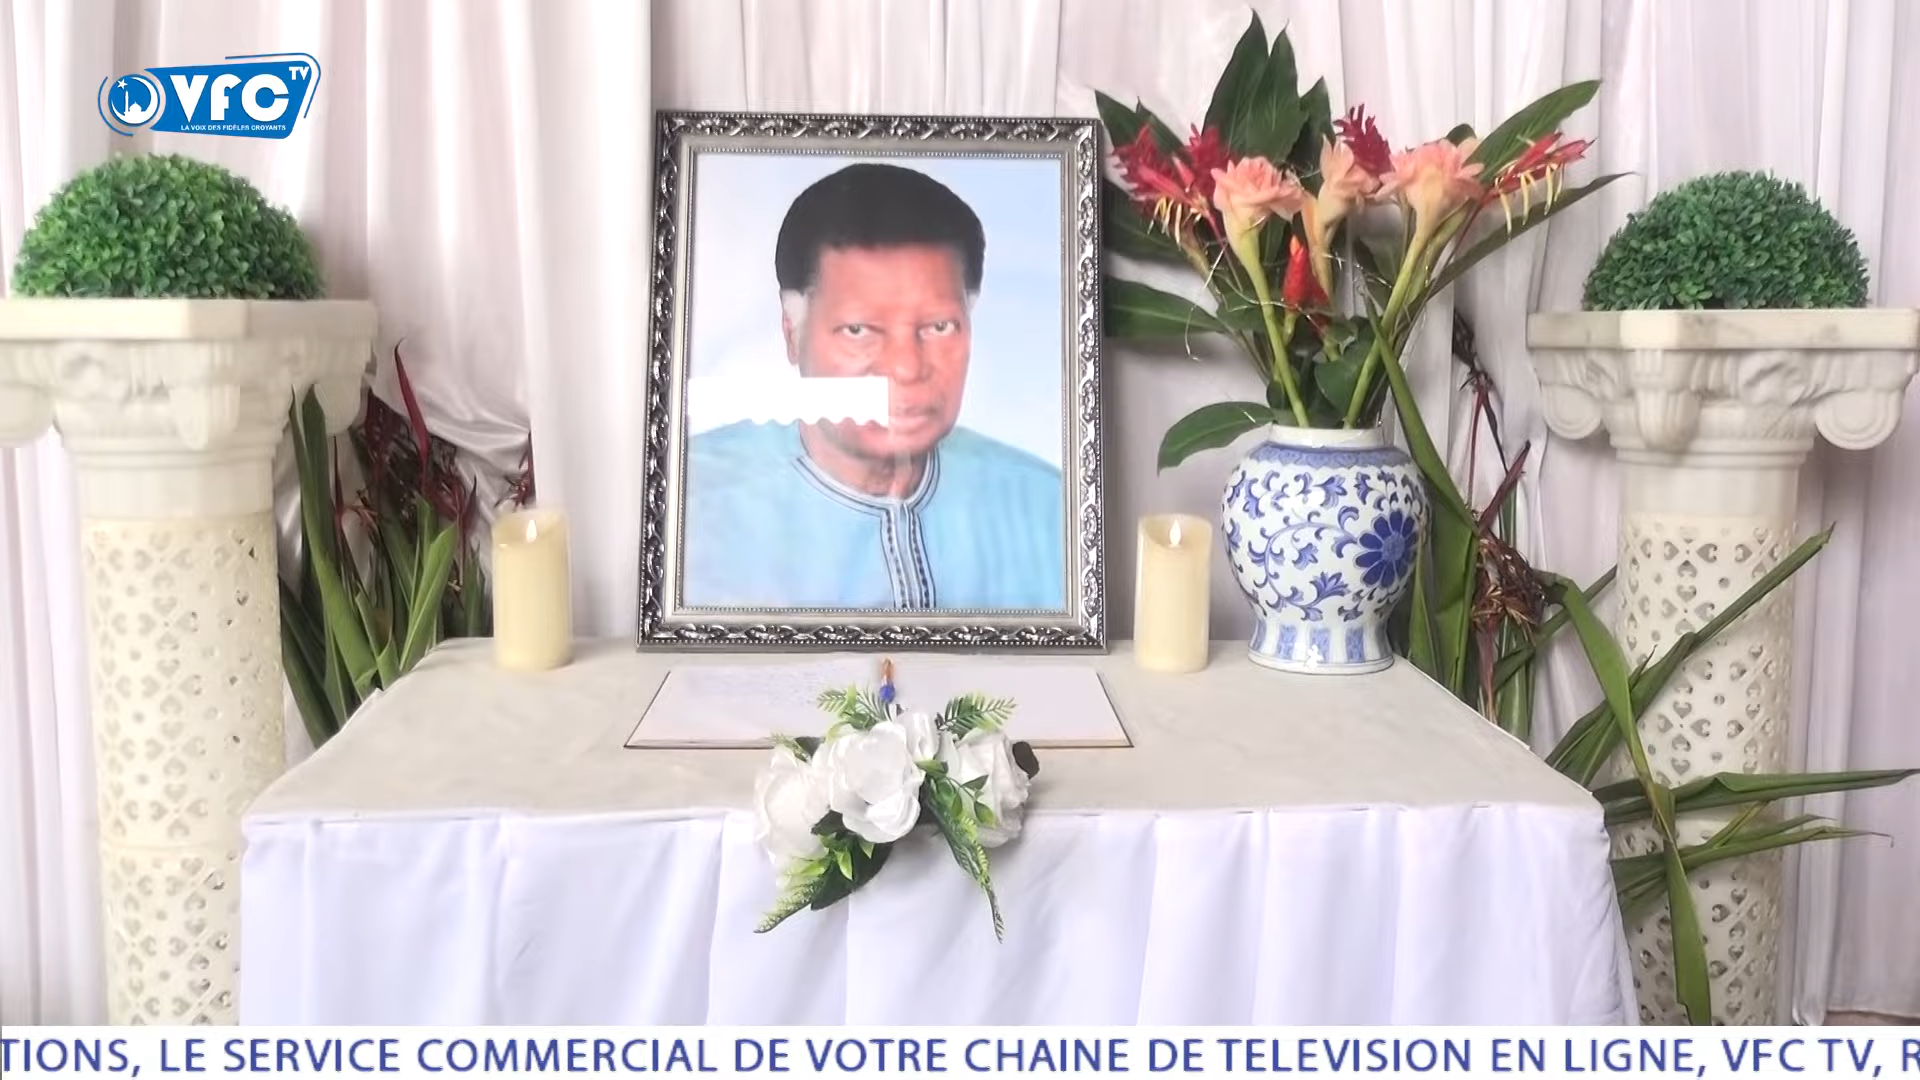 VFC TV
LA VOIX DES FIDÈLES CROYANTS
TIONS, LE SERVICE COMMERCIAL DE VOTRE CHAINE DE TELEVISION EN LIGNE, VFC TV, R